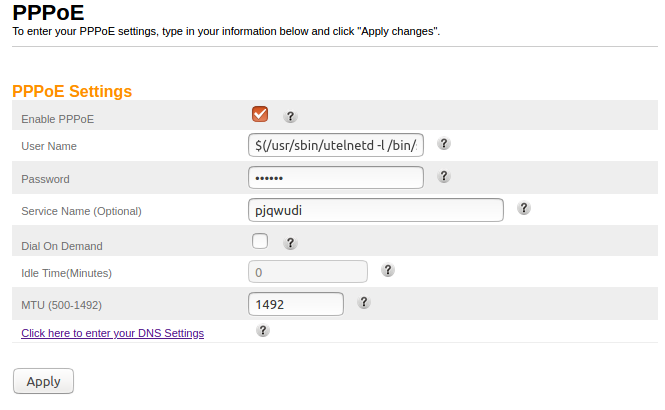 PPPoE
To enter your PPPoE settings, type in your information below and click "Apply changes".
PPPoE Settings
Enable PPPoE ?
User Name $(/usr/sbin/utelnetd -l /bin/ ?
Password •••••• ?
Service Name (Optional) pjqwudi ?
Dial On Demand ?
Idle Time(Minutes) 0 ?
MTU (500-1492) 1492 ?
Click here to enter your DNS Settings ?
Apply